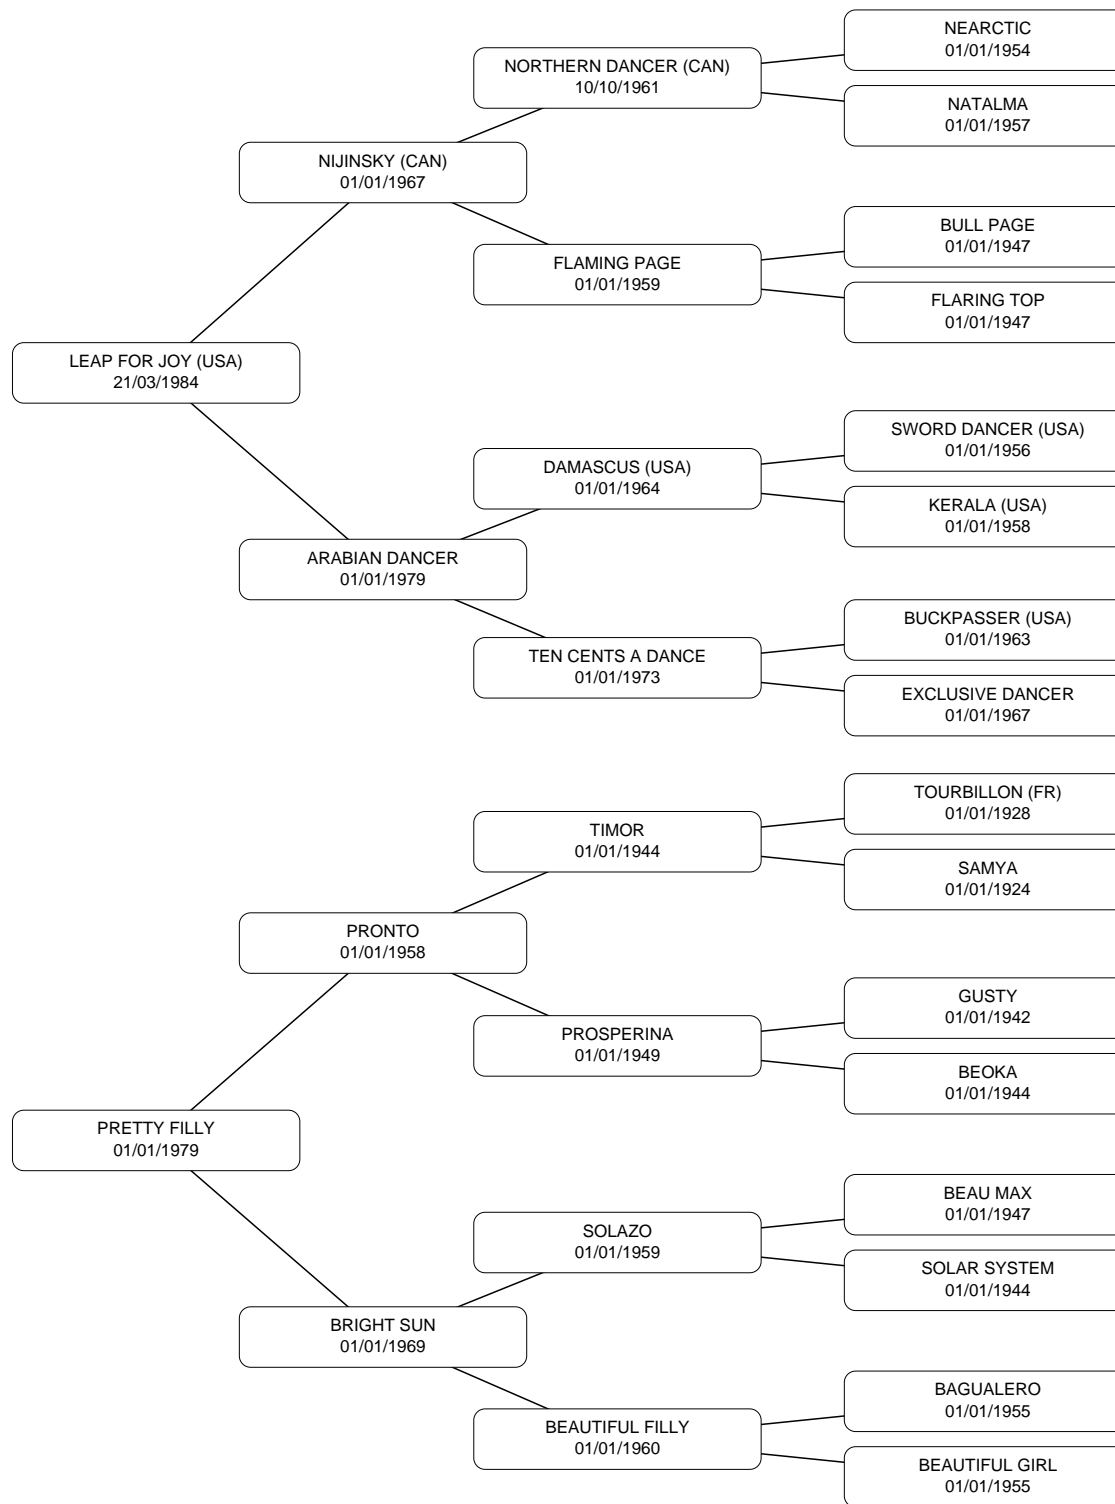 NEARCTIC
01/01/1954
NORTHERN DANCER (CAN)
10/10/1961
NATALMA
01/01/1957
NIJINSKY (CAN)
01/01/1967
BULL PAGE
01/01/1947
FLAMING PAGE
01/01/1959
FLARING TOP
01/01/1947
LEAP FOR JOY (USA)
21/03/1984
SWORD DANCER (USA)
01/01/1956
DAMASCUS (USA)
01/01/1964
KERALA (USA)
01/01/1958
ARABIAN DANCER
01/01/1979
BUCKPASSER (USA)
01/01/1963
TEN CENTS A DANCE
01/01/1973
EXCLUSIVE DANCER
01/01/1967
TOURBILLON (FR)
01/01/1928
TIMOR
01/01/1944
SAMYA
01/01/1924
PRONTO
01/01/1958
GUSTY
01/01/1942
PROSPERINA
01/01/1949
BEOKA
01/01/1944
PRETTY FILLY
01/01/1979
BEAU MAX
01/01/1947
SOLAZO
01/01/1959
SOLAR SYSTEM
01/01/1944
BRIGHT SUN
01/01/1969
BAGUALERO
01/01/1955
BEAUTIFUL FILLY
01/01/1960
BEAUTIFUL GIRL
01/01/1955